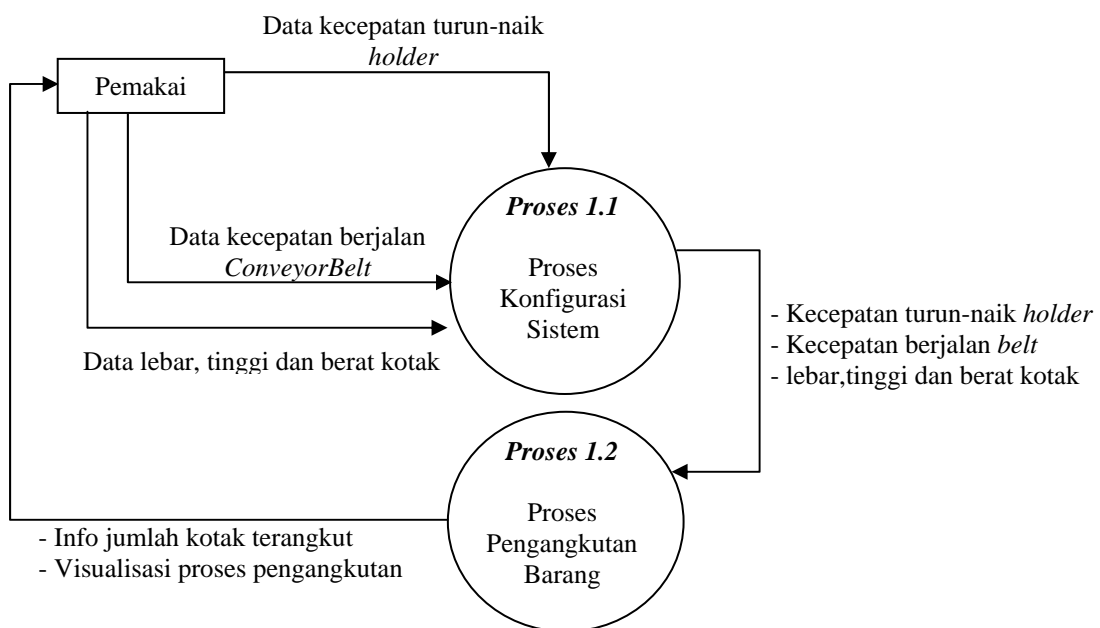 Data kecepatan turun-naik
holder
Pemakai
Proses 1.1
Proses
Konfigurasi
Sistem
Data kecepatan berjalan
ConveyorBelt
Data lebar, tinggi dan berat kotak
- Kecepatan turun-naik holder
- Kecepatan berjalan belt
- lebar,tinggi dan berat kotak
Proses 1.2
Proses
Pengangkutan
Barang
- Info jumlah kotak terangkut
- Visualisasi proses pengangkutan